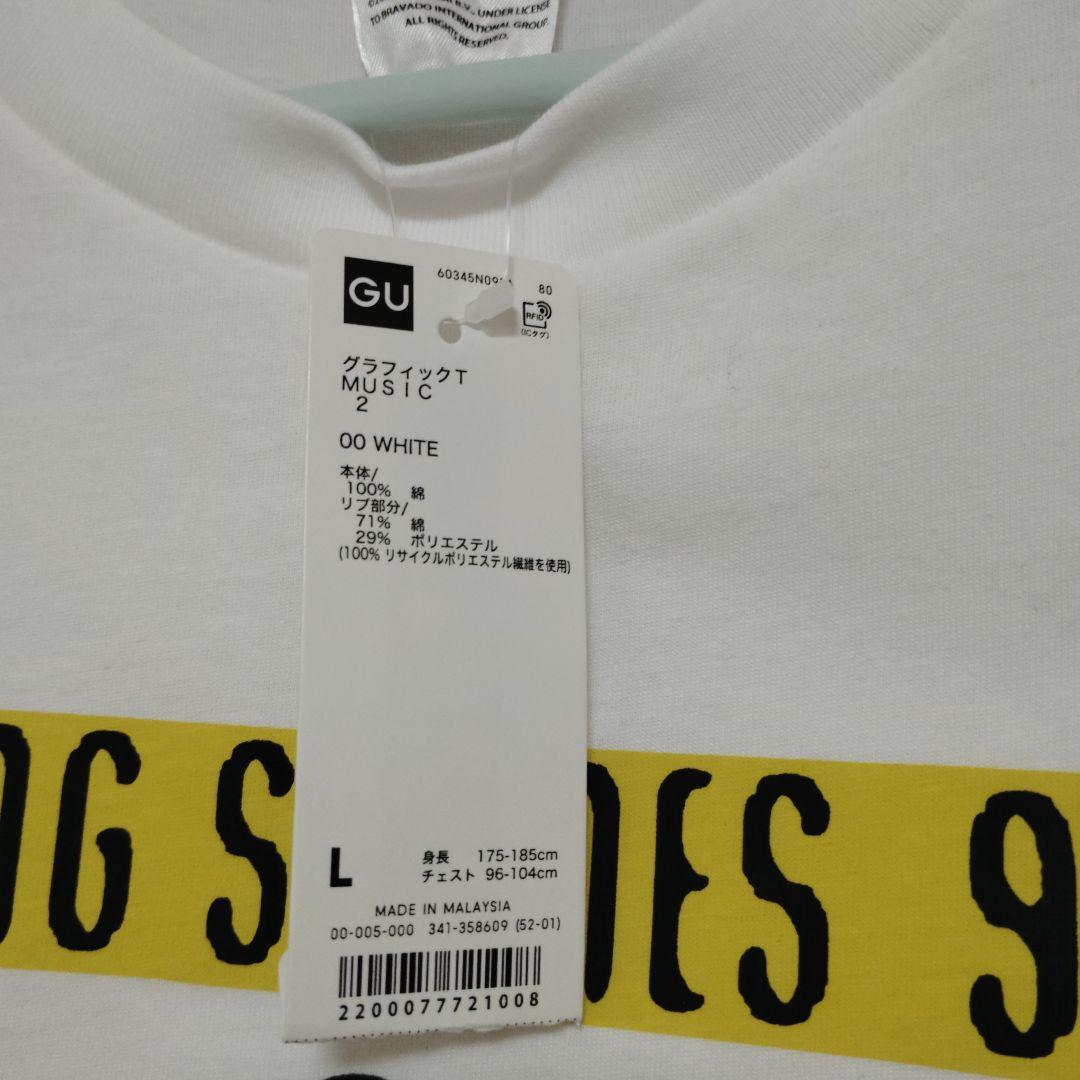 B.V., UNDER LICENSE
TO BRAVADO INTERNATIONAL GROUP.
ALL RIGHTS RESERVED.
GU
80
RFID
(ICタグ)
グラフィックT
MUSIC
2
00 WHITE
本体/
100% 綿
リブ部分/
71% 綿
29% ポリエステル
(100% リサイクルポリエステル繊維を使用)
L
身長 175-185cm
チェスト 96-104cm
MADE IN MALAYSIA
00-005-000 341-358609 (52-01)
2200077721008
9